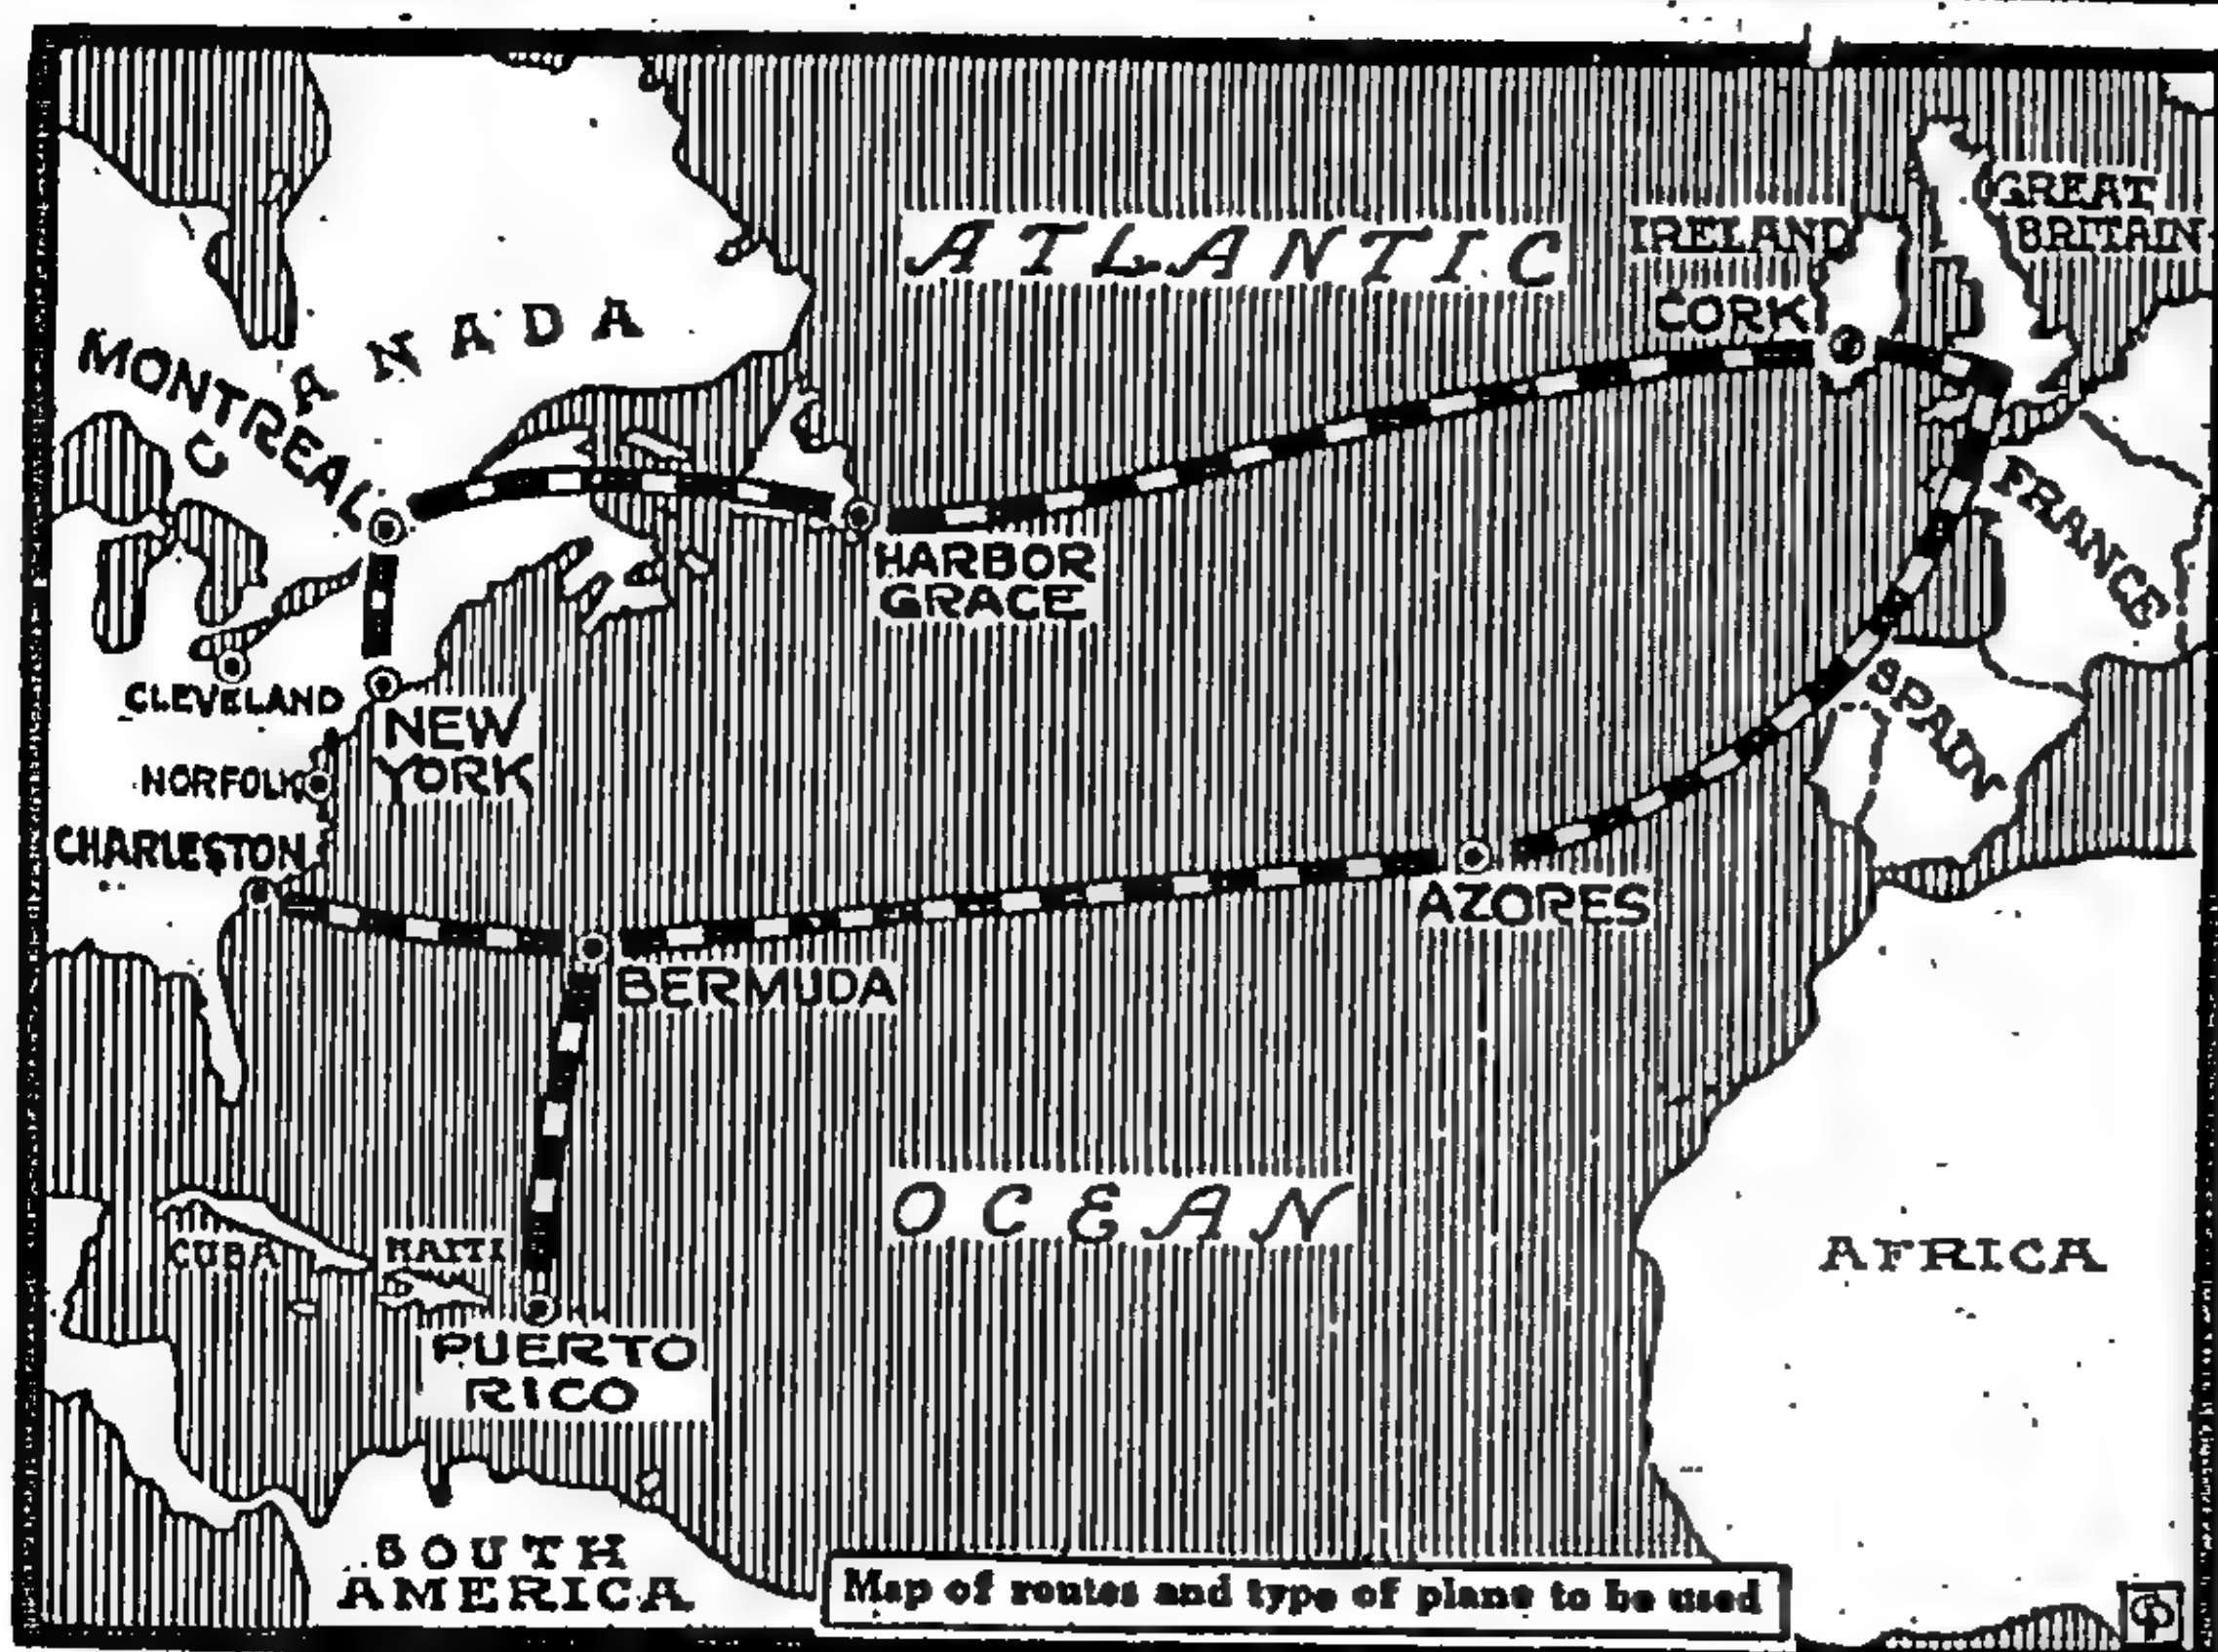 ATLANTIC
IRELAND
GREAT
BRITAIN
CORK
CANADA
MONTREAL
FRANCE
HARBOR
GRACE
CLEVELAND
NEW
YORK
SPAIN
NORFOLK
CHARLESTON
AZORES
BERMUDA
OCEAN
CUBA
HAITI
AFRICA
PUERTO
RICO
SOUTH
AMERICA
Map of routes and type of plane to be used